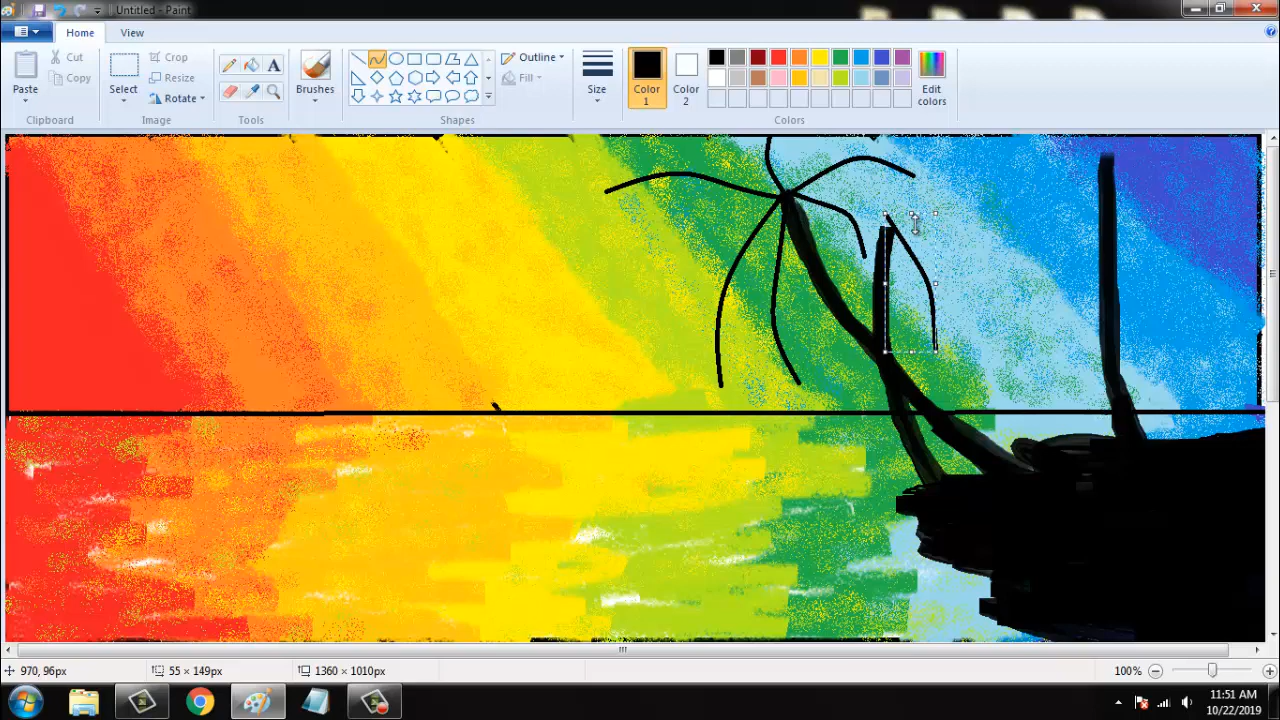 Untitled - Paint
Home View
Paste
Cut
Copy
Clipboard
Select
Crop
Resize
Rotate
Image
A
Tools
Brushes
Shapes
Outline
Fill
Size
Color 1
Color 2
Edit colors
Colors
970, 96px
55 × 149px
1360 × 1010px
100%
11:51 AM
10/22/2019